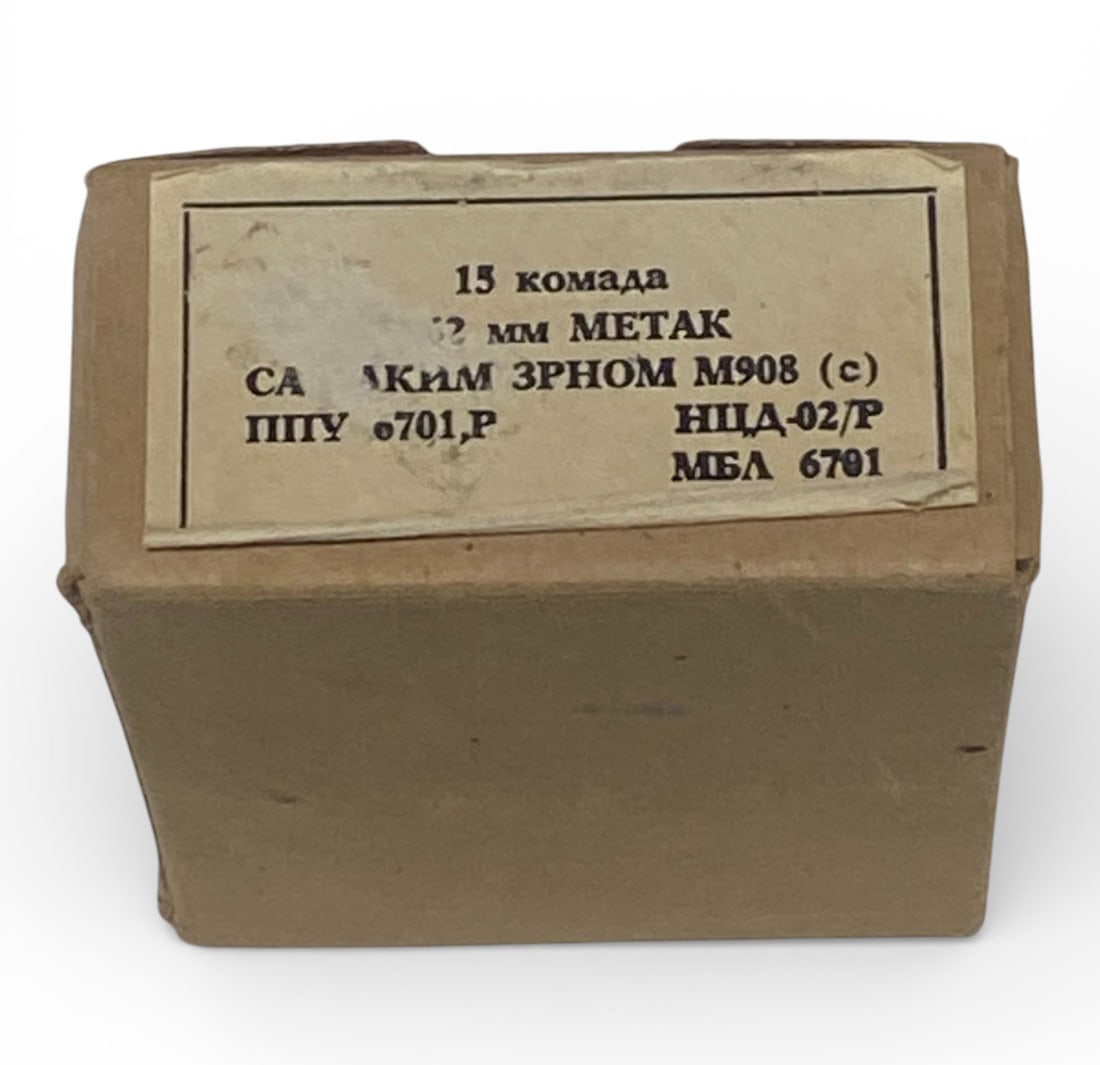 15 комада
мм МЕТАК
СА ЗРНОМ М908 (с)
ППУ НЦД-02/Р
МБЛ 6701